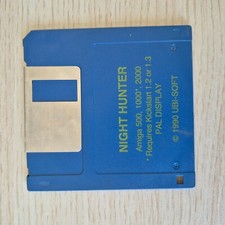 NIGHT HUNTER
Amiga 500, 1000*, 2000
* Requires Kickstart 1.2 or 1.3
PAL DISPLAY
© 1990 UBI-SOFT